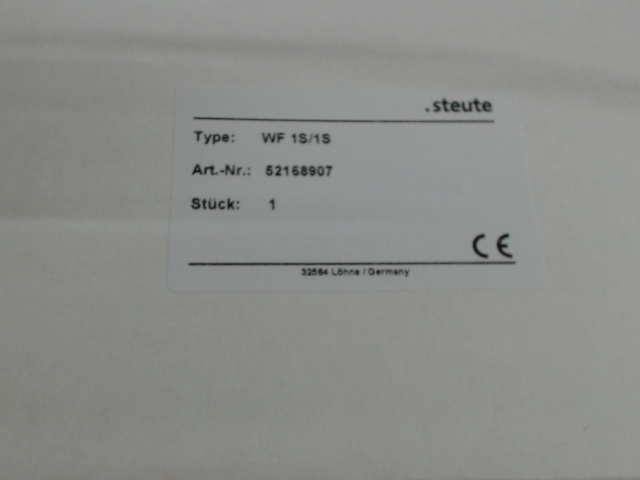 .steute
Type: WF 1S/1S
Art.-Nr.: 52168907
Stück: 1
CE
32584 Löhne / Germany